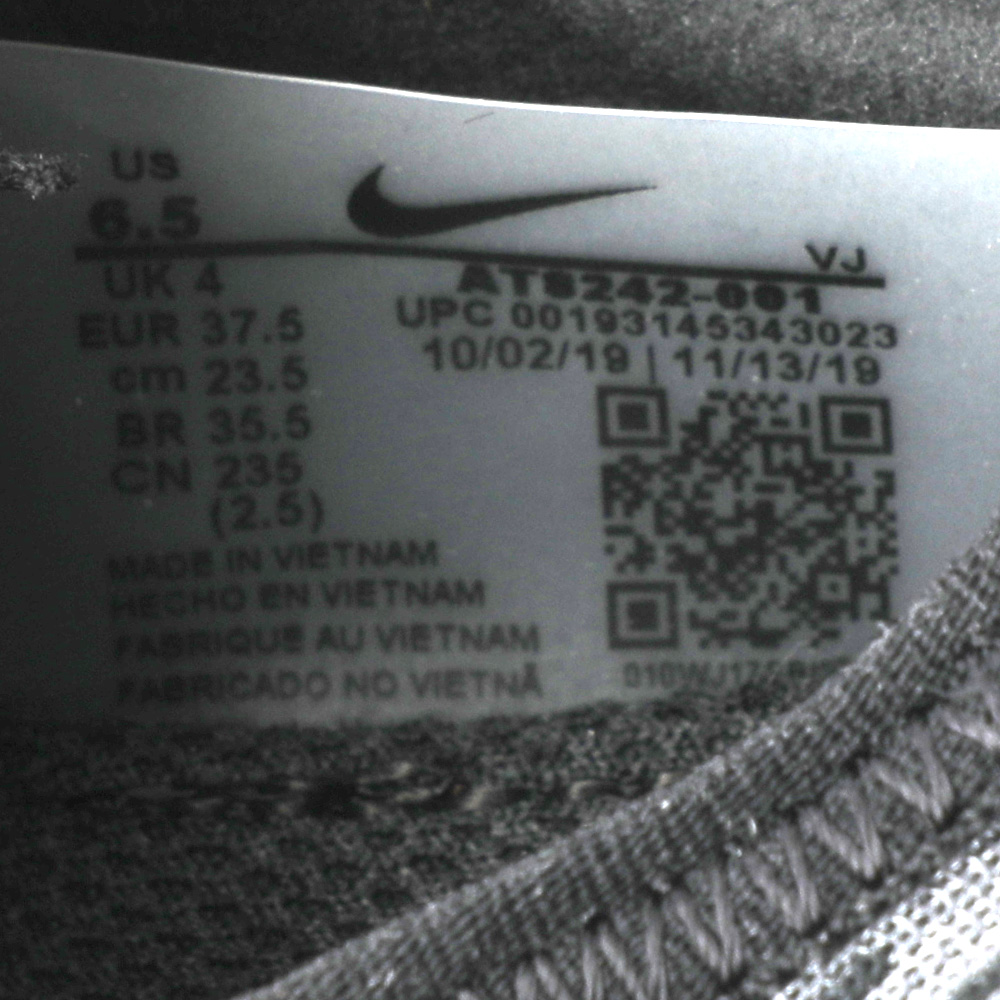 US
6.5
VJ
UK 4
EUR 37.5
cm 23.5
BR 35.5
CN 235
(2.5)
AT8242-001
UPC 00193145343023
10/02/19 | 11/13/19
MADE IN VIETNAM
HECHO EN VIETNAM
FABRIQUE AU VIETNAM
FABRICADO NO VIETNÃ